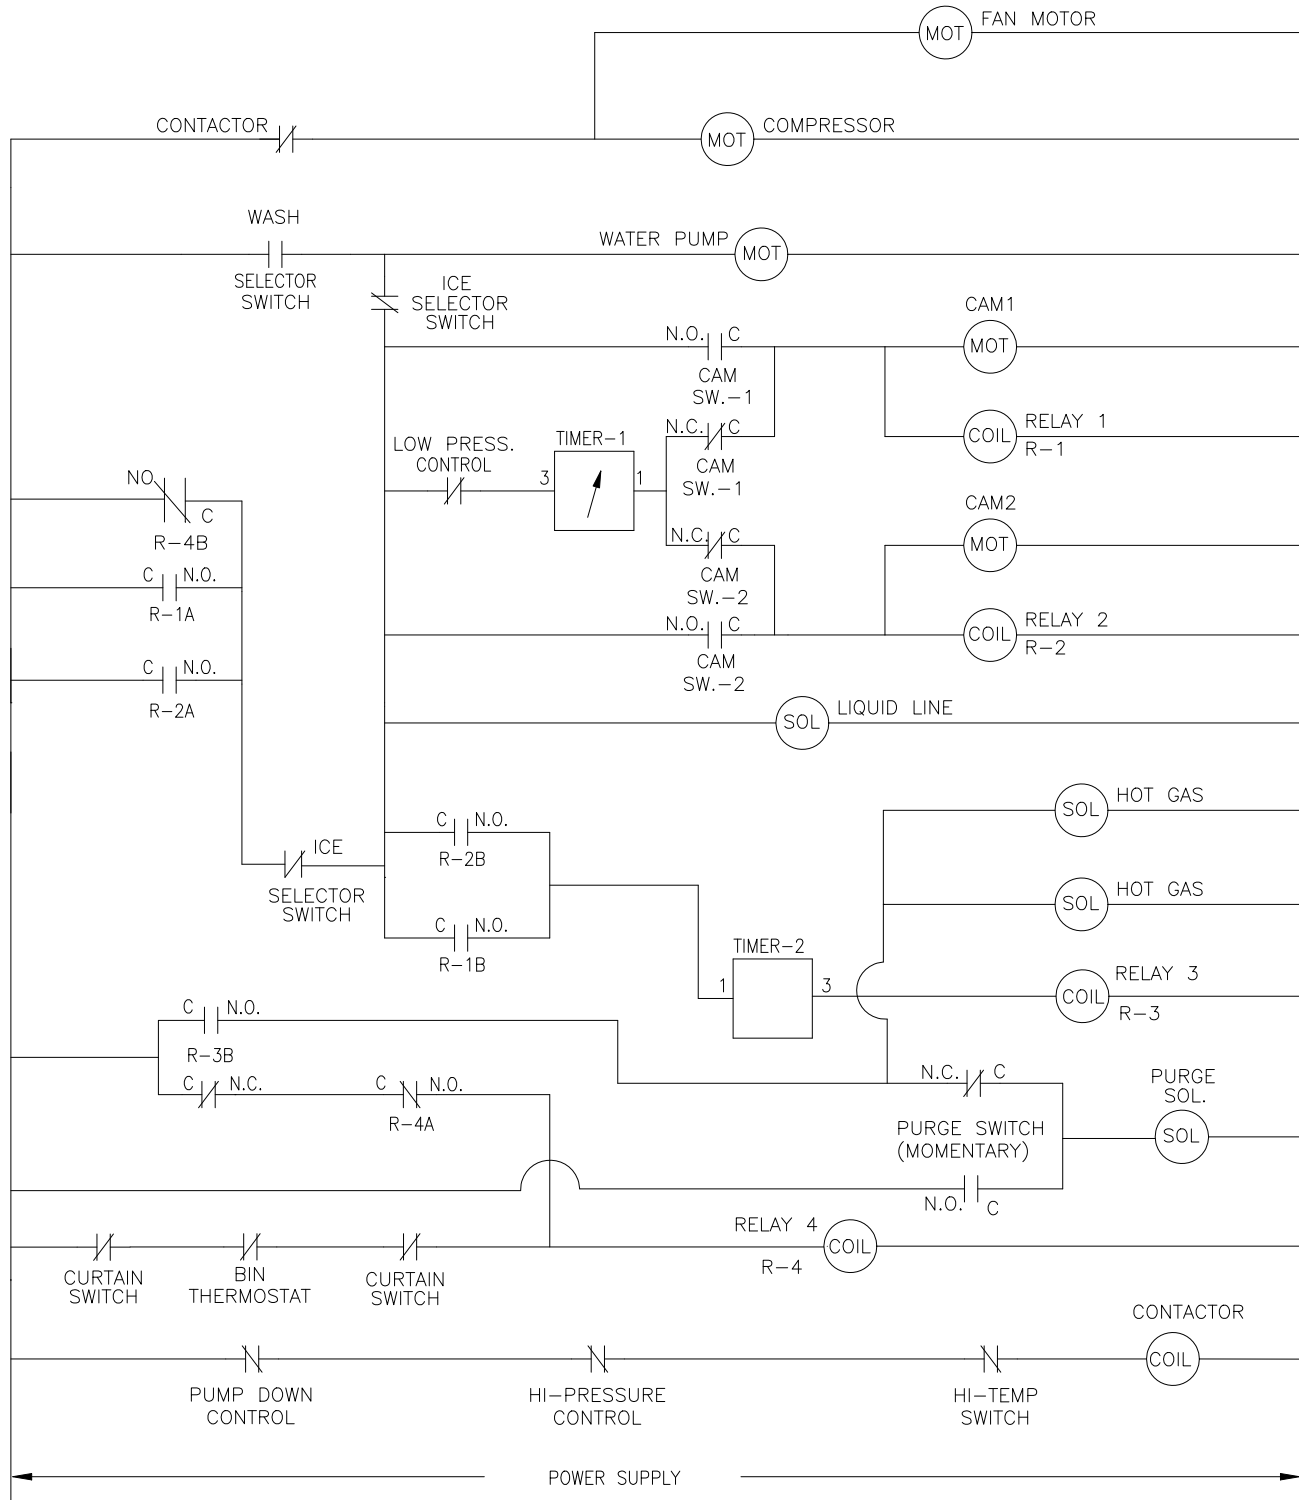 MOT
FAN MOTOR
CONTACTOR
MOT
COMPRESSOR
WASH
SELECTOR
SWITCH
WATER PUMP
MOT
ICE
SELECTOR
SWITCH
N.O.
C
CAM
SW.-1
CAM1
MOT
LOW PRESS.
CONTROL
TIMER-1
3
1
N.C.
C
CAM
SW.-1
COIL
RELAY 1
R-1
NO
C
R-4B
N.C.
C
CAM
SW.-2
CAM2
MOT
C
N.O.
R-1A
N.O.
C
CAM
SW.-2
COIL
RELAY 2
R-2
C
N.O.
R-2A
SOL
LIQUID LINE
SOL
HOT GAS
C
N.O.
R-2B
ICE
SELECTOR
SWITCH
SOL
HOT GAS
C
N.O.
R-1B
TIMER-2
1
3
COIL
RELAY 3
R-3
C
N.O.
R-3B
C
N.C.
C
N.O.
R-4A
N.C.
C
PURGE SWITCH
(MOMENTARY)
N.O.
C
PURGE
SOL.
SOL
RELAY 4
R-4
COIL
CURTAIN
SWITCH
BIN
THERMOSTAT
CURTAIN
SWITCH
CONTACTOR
COIL
PUMP DOWN
CONTROL
HI-PRESSURE
CONTROL
HI-TEMP
SWITCH
POWER SUPPLY